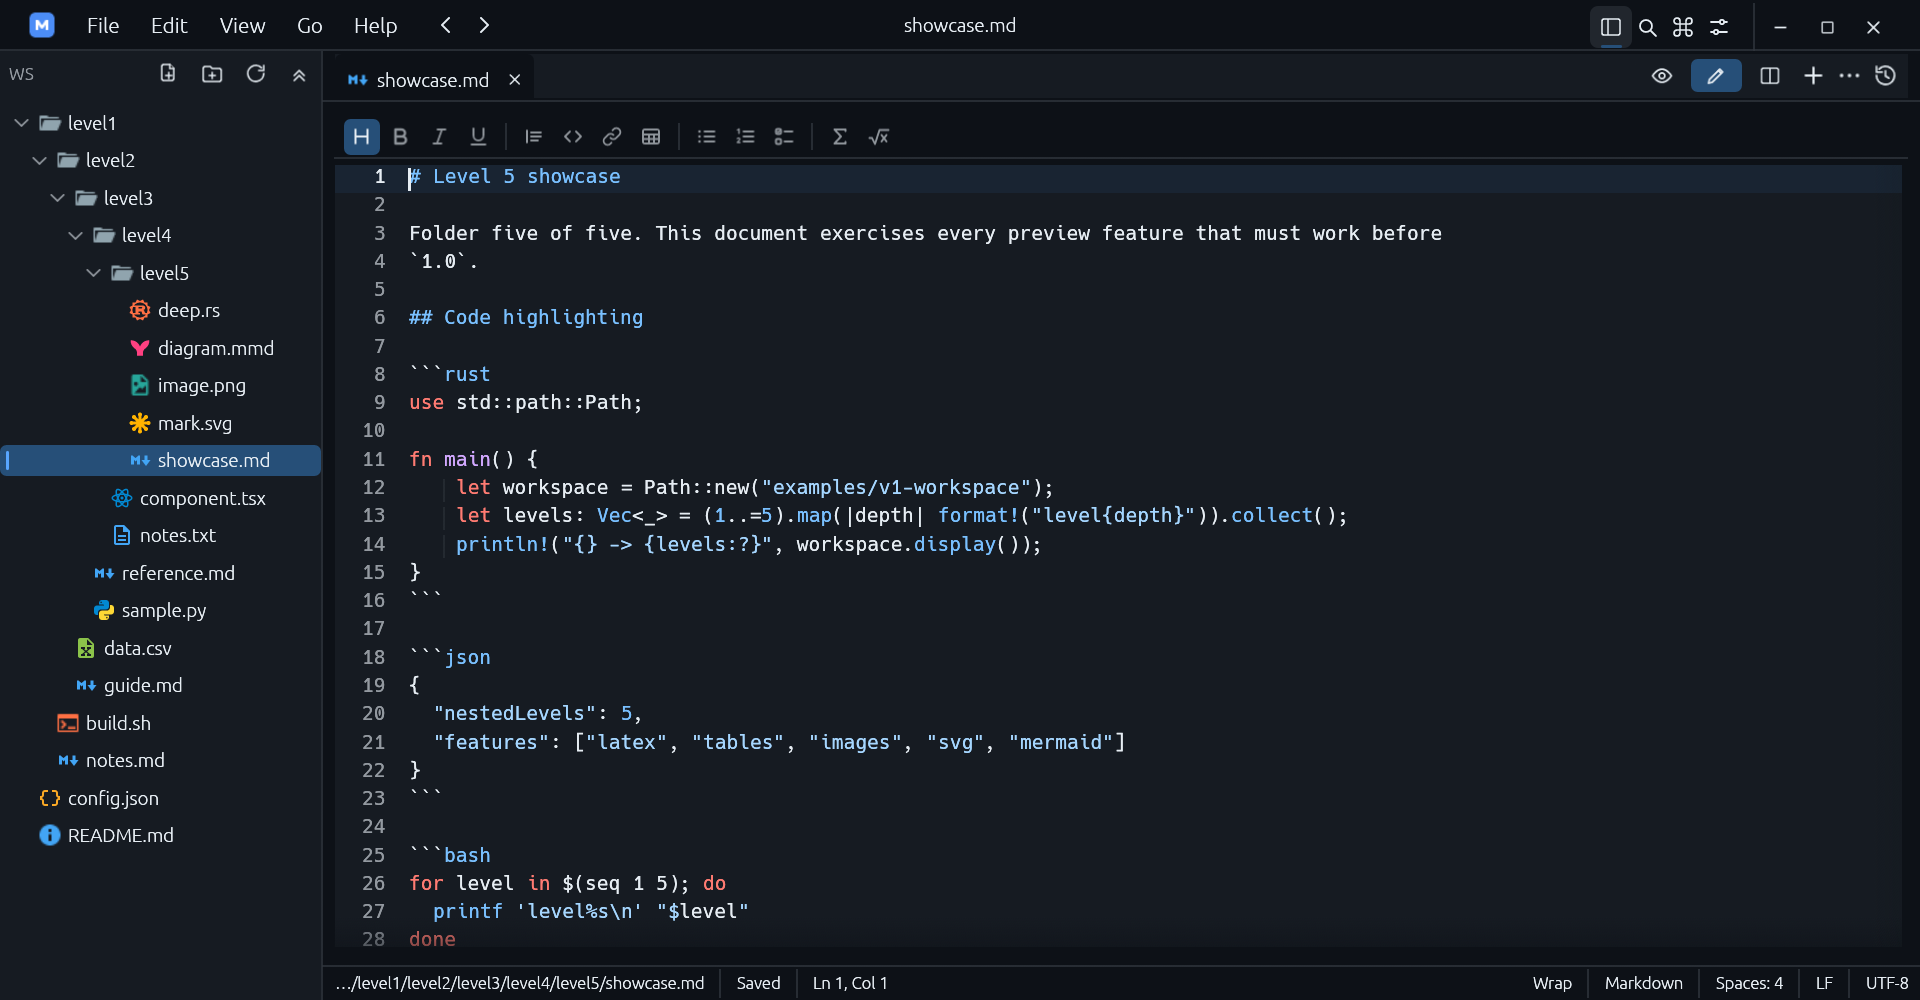 M File Edit View Go Help
showcase.md
WS
level1
level2
level3
level4
level5
deep.rs
diagram.mmd
image.png
mark.svg
showcase.md
component.tsx
notes.txt
reference.md
sample.py
data.csv
guide.md
build.sh
notes.md
config.json
README.md
showcase.md
H B I U
1 # Level 5 showcase
2
3 Folder five of five. This document exercises every preview feature that must work before
4 `1.0`.
5
6 ## Code highlighting
7
8 ```rust
9 use std::path::Path;
10
11 fn main() {
12     let workspace = Path::new("examples/v1-workspace");
13     let levels: Vec<_> = (1..=5).map(|depth| format!("level{depth}")).collect();
14     println!("{} -> {levels:?}", workspace.display());
15 }
16 ```
17
18 ```json
19 {
20   "nestedLevels": 5,
21   "features": ["latex", "tables", "images", "svg", "mermaid"]
22 }
23 ```
24
25 ```bash
26 for level in $(seq 1 5); do
27   printf 'level%s\n' "$level"
28 done
…/level1/level2/level3/level4/level5/showcase.md Saved Ln 1, Col 1 Wrap Markdown Spaces: 4 LF UTF-8